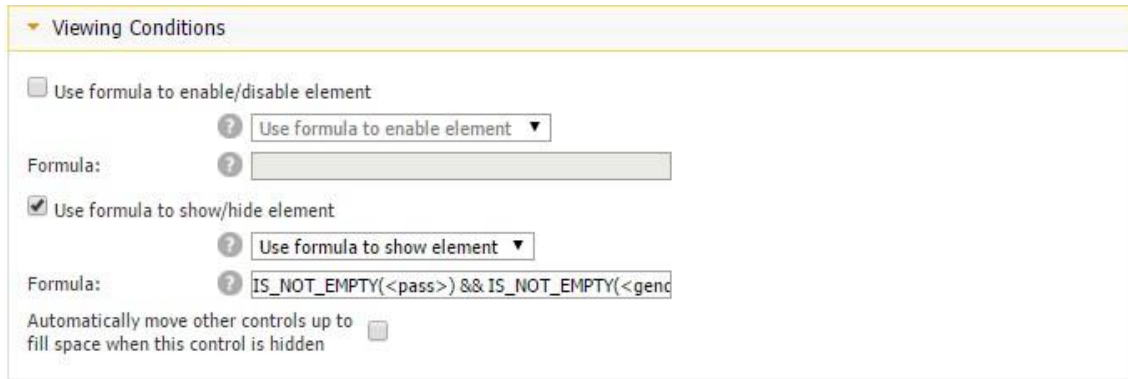 Viewing Conditions
Use formula to enable/disable element
Use formula to enable element
Formula:
Use formula to show/hide element
Use formula to show element
Formula: IS_NOT_EMPTY(<pass>) && IS_NOT_EMPTY(<gend
Automatically move other controls up to
fill space when this control is hidden